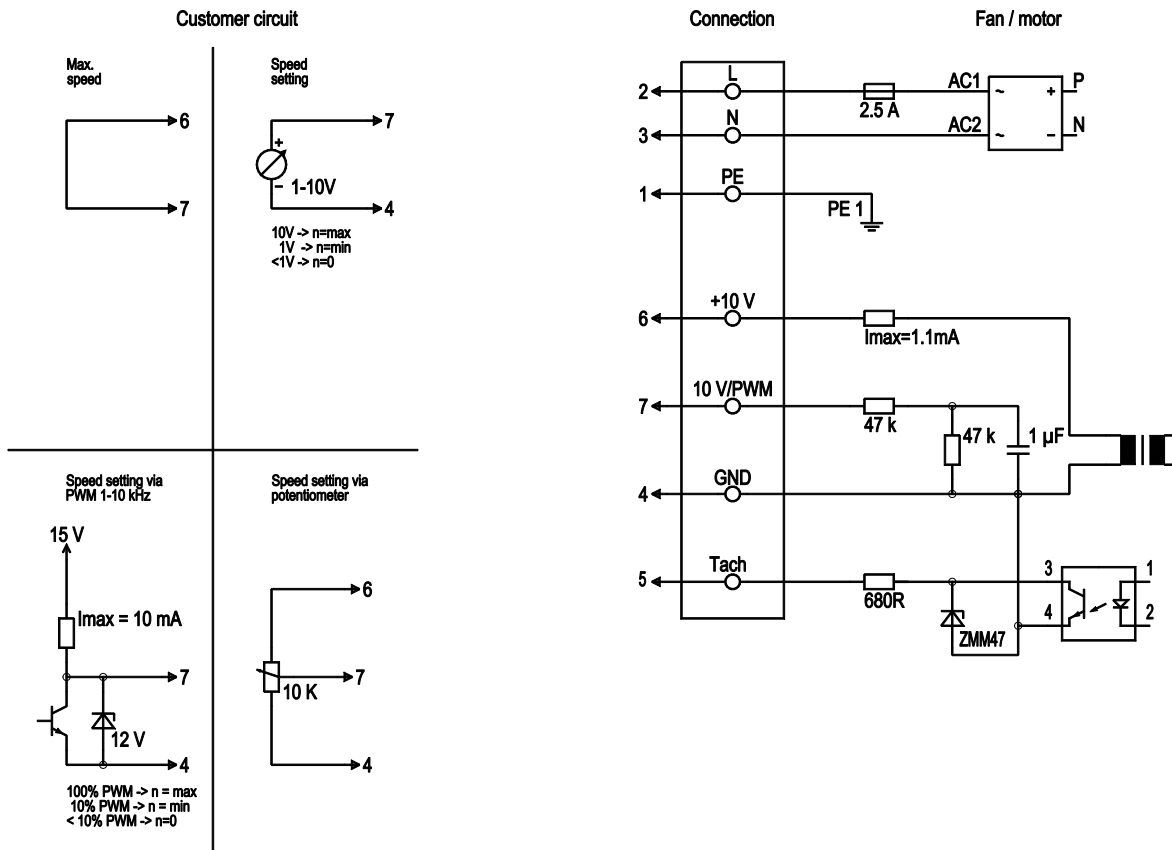 Customer circuit
Max.
speed
6
7
Speed
setting
7
+
–
1-10V
4
10V -> n=max
1V -> n=min
<1V -> n=0
Speed setting via
PWM 1-10 kHz
15 V
Imax = 10 mA
7
12 V
4
100% PWM -> n = max
10% PWM -> n = min
< 10% PWM -> n=0
Speed setting via
potentiometer
6
7
10 K
4
Connection
Fan / motor
2
L
2.5 A
AC1
~
+
P
3
N
AC2
~
–
N
1
PE
PE 1
6
+10 V
Imax=1.1mA
7
10 V/PWM
47 k
47 k
1 µF
4
GND
5
Tach
680R
ZMM47
3
1
4
2